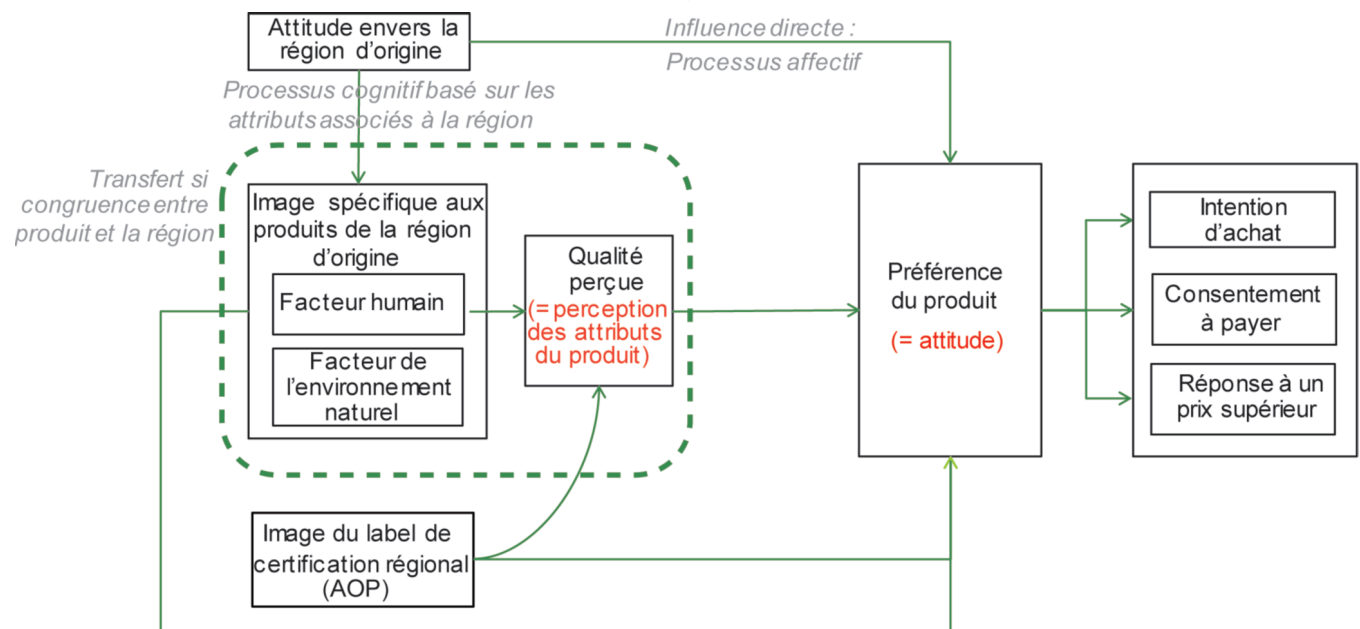 Attitude envers la
région d'origine
Influence directe :
Processus affectif
Processus cognitif basé sur les
attributs associés à la région
Transfert si
congruence entre
produit et la région
Image spécifique aux
produits de la région
d'origine
Facteur humain
Facteur de
l'environnement
naturel
Qualité
perçue
(= perception
des attributs
du produit)
Préférence
du produit
(= attitude)
Intention
d'achat
Consentement
à payer
Réponse à un
prix supérieur
Image du label de
certification régional
(AOP)